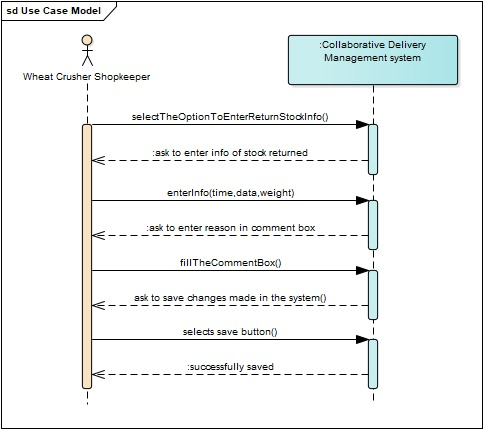 sd Use Case Model
:Collaborative Delivery
Management system
Wheat Crusher Shopkeeper
selectTheOptionToEnterReturnStockInfo()
:ask to enter info of stock returned
enterInfo(time,data,weight)
:ask to enter reason in comment box
fillTheCommentBox()
ask to save changes made in the system()
selects save button()
:successfully saved